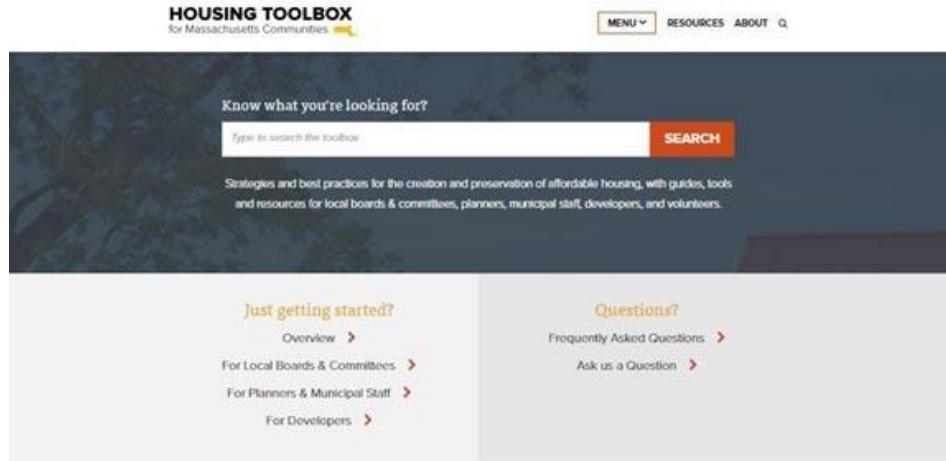 HOUSING TOOLBOX
for Massachusetts Communities
MENU RESOURCES ABOUT
Know what you're looking for?
Type to search the toolbox
SEARCH
Strategies and best practices for the creation and preservation of affordable housing, with guides, tools
and resources for local boards & committees, planners, municipal staff, developers, and volunteers.
Just getting started?
Overview
For Local Boards & Committees
For Planners & Municipal Staff
For Developers
Questions?
Frequently Asked Questions
Ask us a Question